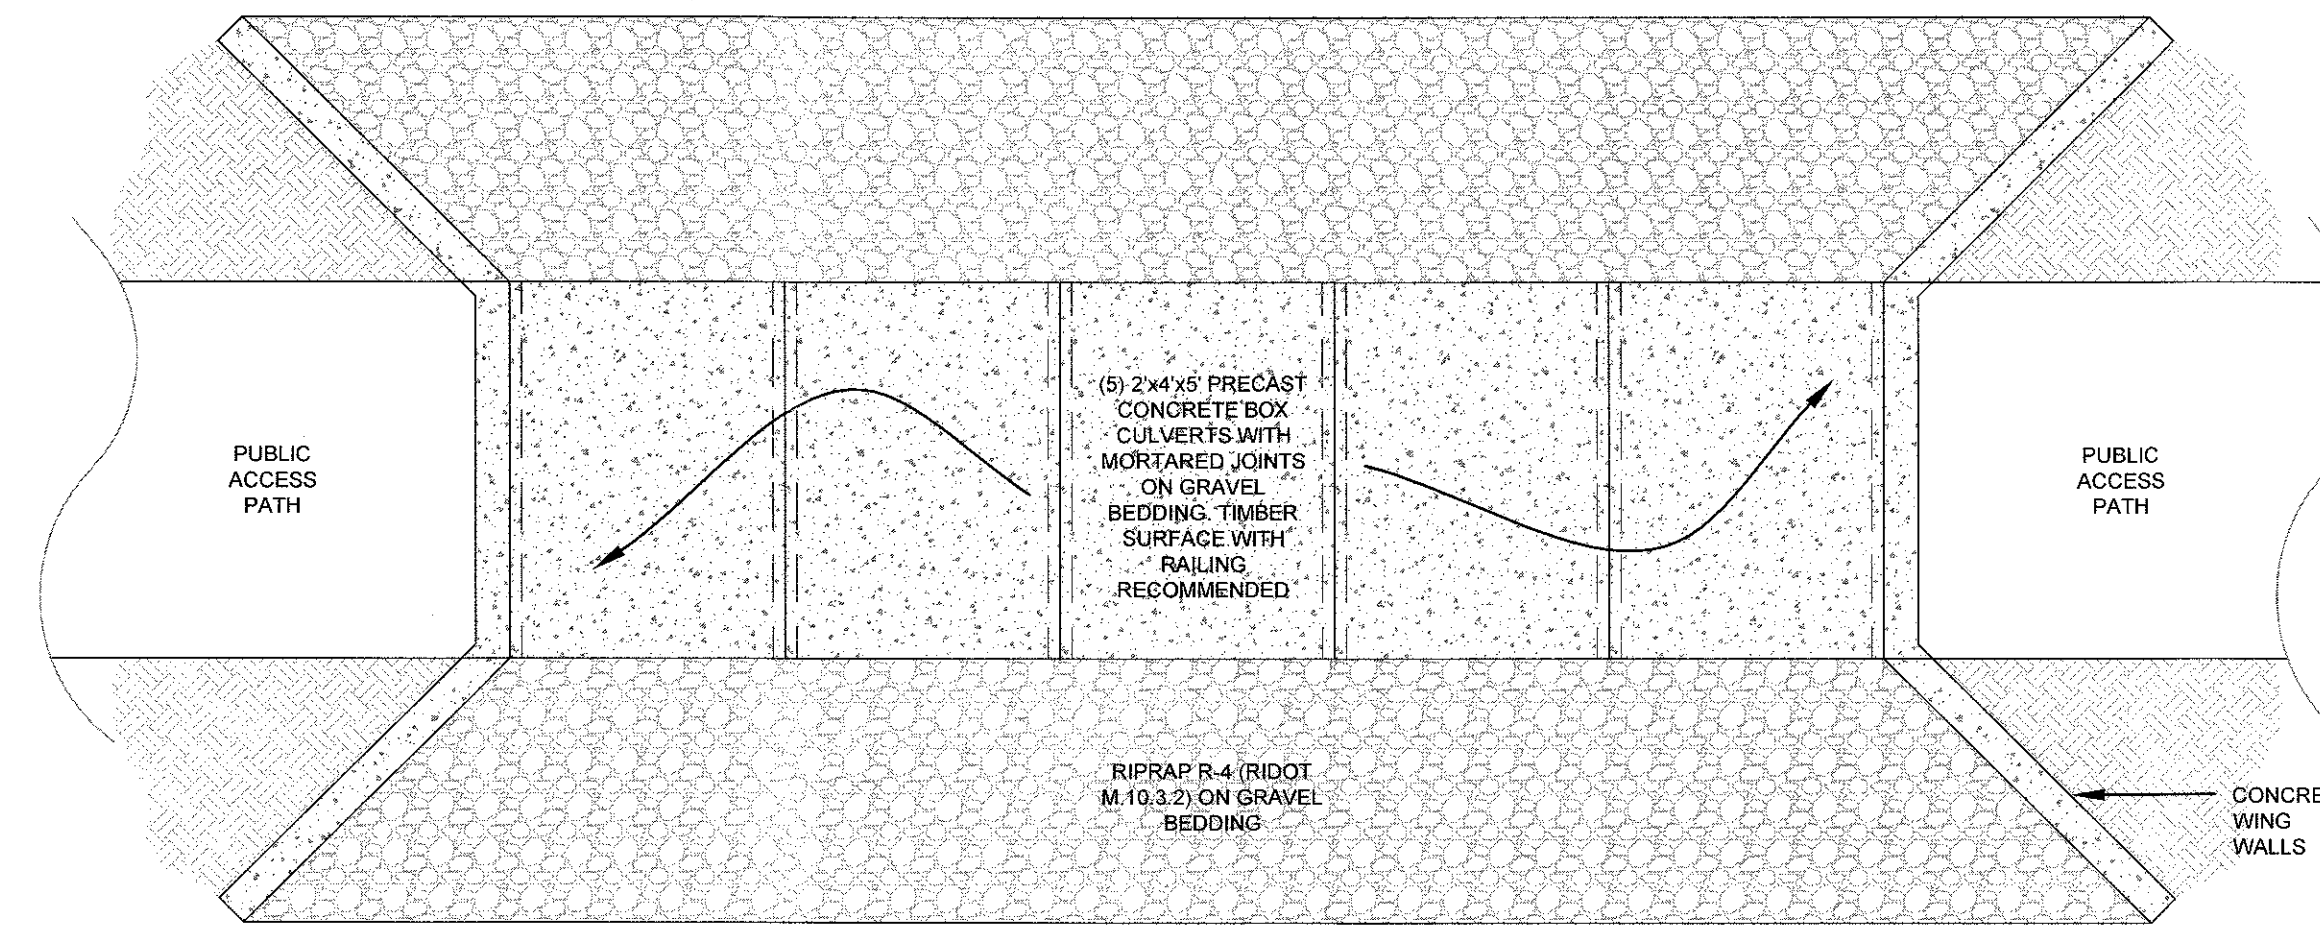 PUBLIC
ACCESS
PATH
(5) 2'x4'x5' PRECAST
CONCRETE BOX
CULVERTS WITH
MORTARED JOINTS
ON GRAVEL
BEDDING. TIMBER
SURFACE WITH
RAILING
RECOMMENDED
PUBLIC
ACCESS
PATH
RIPRAP R-4 (RIDOT
M.10.3.2) ON GRAVEL
BEDDING
CONCRE
WING
WALLS